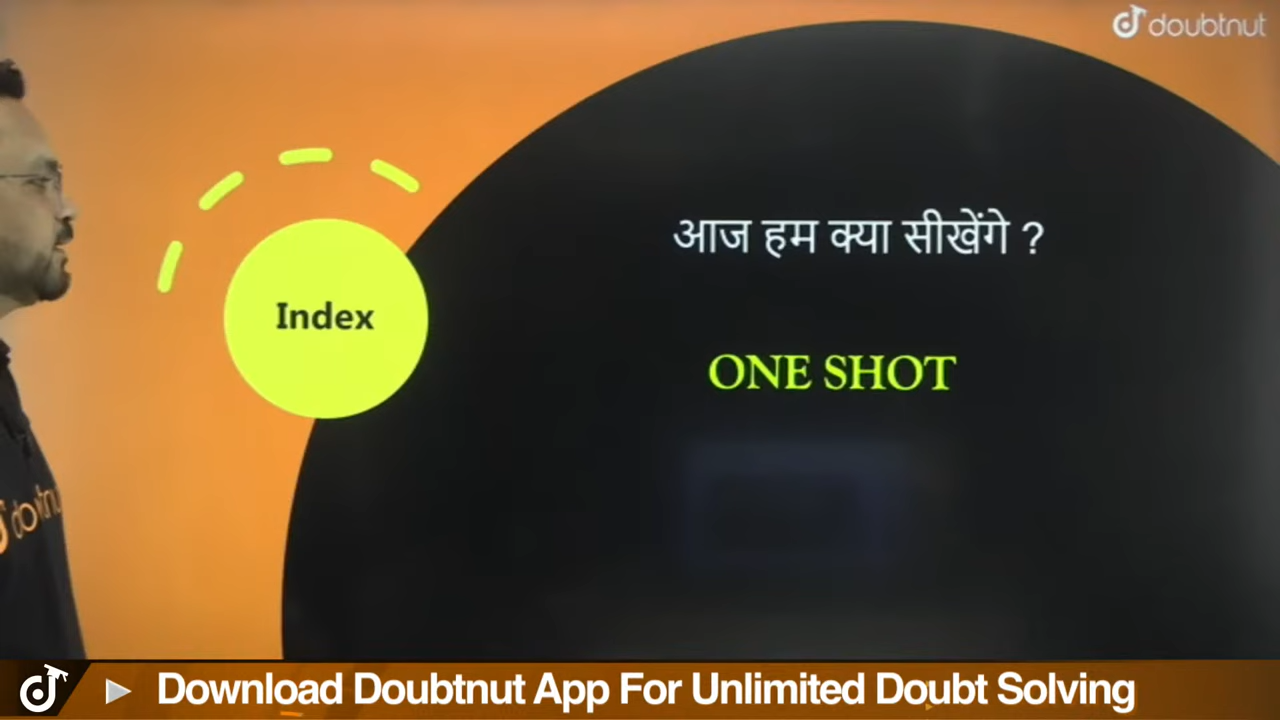 doubtnut
आज हम क्या सीखेंगे ?
Index
ONE SHOT
Download Doubtnut App For Unlimited Doubt Solving